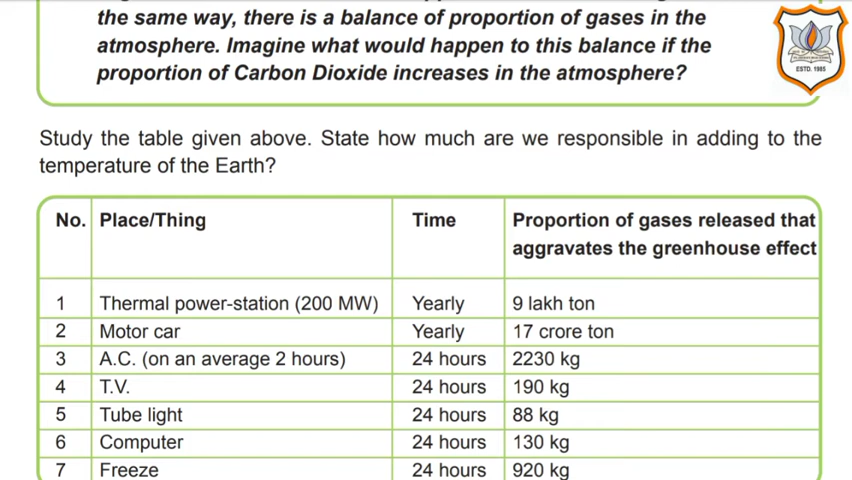 the same way, there is a balance of proportion of gases in the
atmosphere. Imagine what would happen to this balance if the
proportion of Carbon Dioxide increases in the atmosphere?
ESTD. 1985
Study the table given above. State how much are we responsible in adding to the
temperature of the Earth?
No. Place/Thing Time Proportion of gases released that
aggravates the greenhouse effect
1 Thermal power-station (200 MW) Yearly 9 lakh ton
2 Motor car Yearly 17 crore ton
3 A.C. (on an average 2 hours) 24 hours 2230 kg
4 T.V. 24 hours 190 kg
5 Tube light 24 hours 88 kg
6 Computer 24 hours 130 kg
7 Freeze 24 hours 920 kg